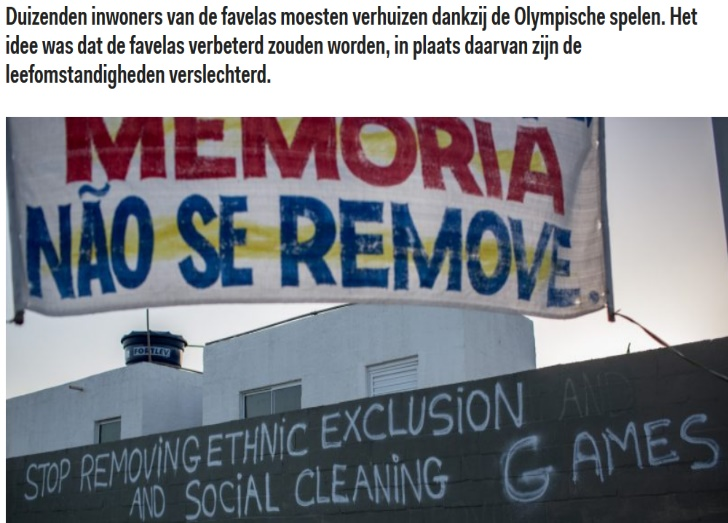 Duizenden inwoners van de favelas moesten verhuizen dankzij de Olympische spelen. Het
idee was dat de favelas verbeterd zouden worden, in plaats daarvan zijn de
leefomstandigheden verslechterd.
MEMORIA
NÃO SE REMOVE
FORTLEV
STOP REMOVING ETHNIC EXCLUSION AND
AND SOCIAL CLEANING GAMES